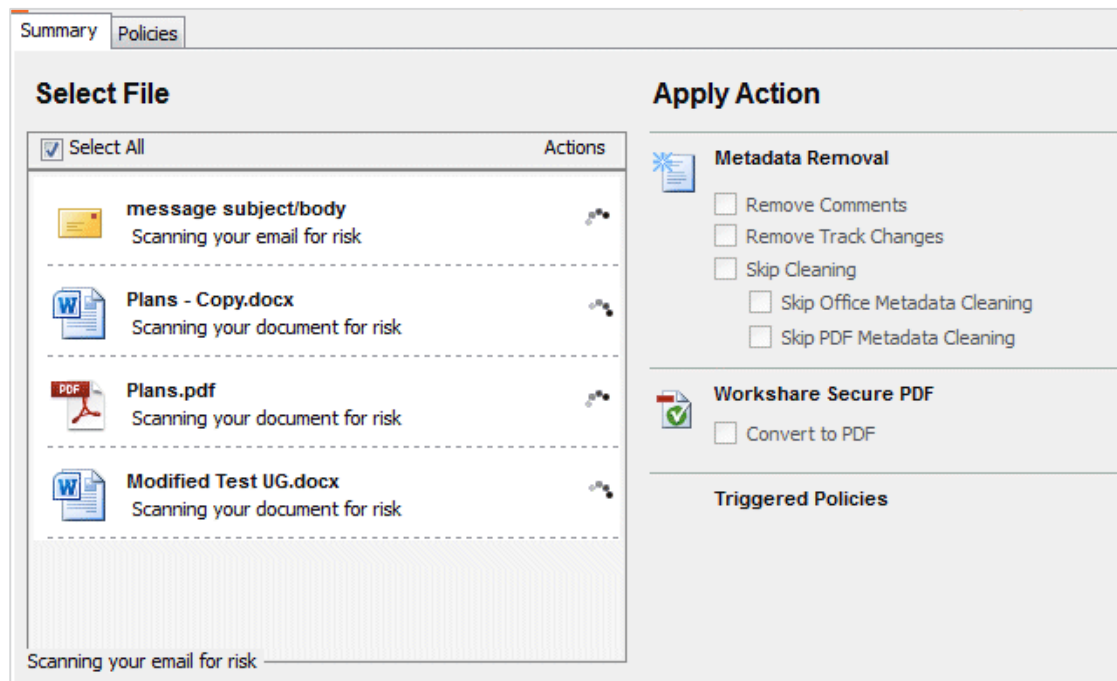 Summary Policies
Select File
Select All Actions
message subject/body
Scanning your email for risk
Plans - Copy.docx
Scanning your document for risk
PDF
Plans.pdf
Scanning your document for risk
Modified Test UG.docx
Scanning your document for risk
Scanning your email for risk
Apply Action
Metadata Removal
Remove Comments
Remove Track Changes
Skip Cleaning
Skip Office Metadata Cleaning
Skip PDF Metadata Cleaning
Workshare Secure PDF
Convert to PDF
Triggered Policies